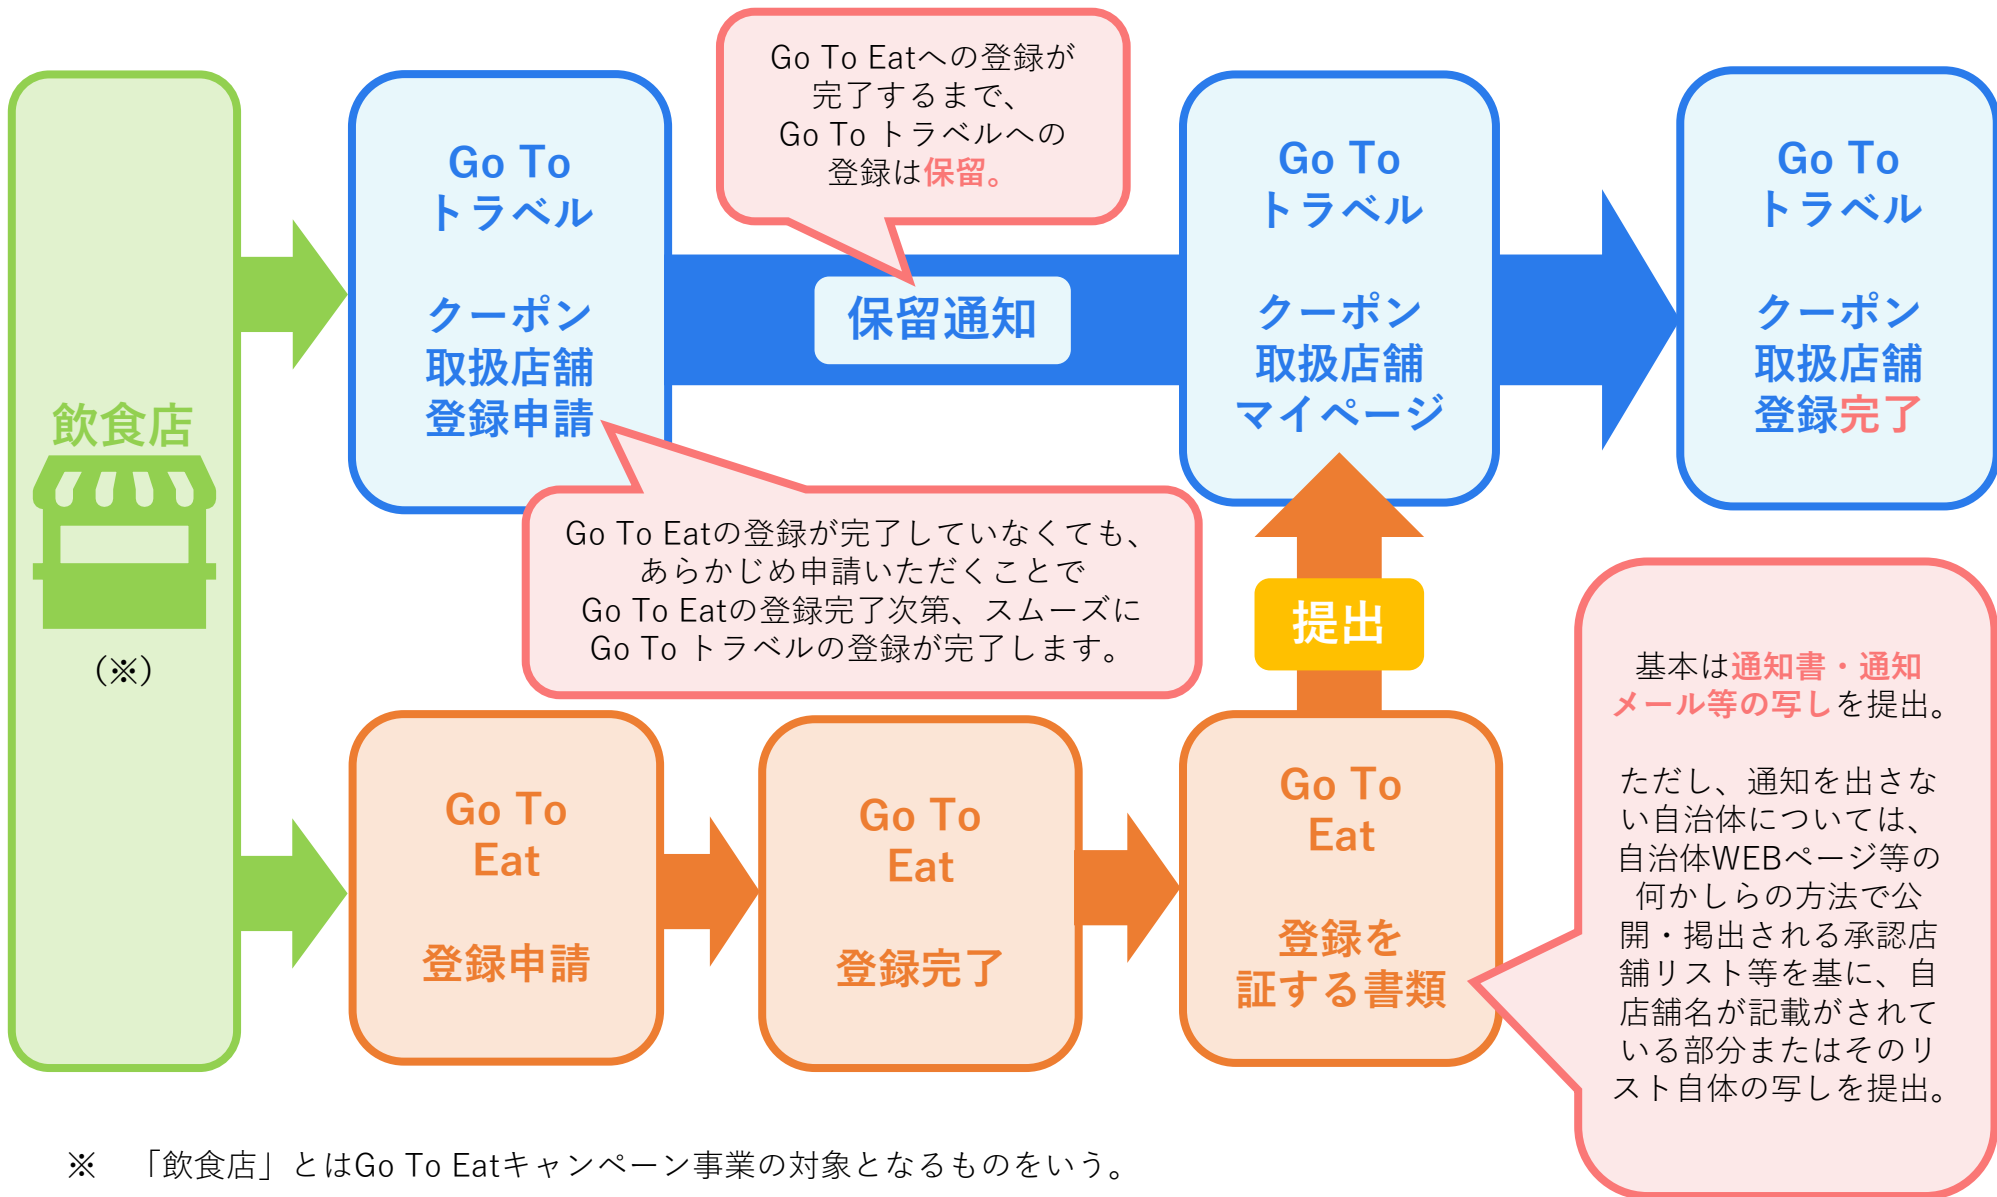 飲食店
(※)
Go To
トラベル
クーポン
取扱店舗
登録申請
Go To Eatへの登録が
完了するまで、
Go To トラベルへの
登録は保留。
保留通知
Go To
トラベル
クーポン
取扱店舗
マイページ
Go To
トラベル
クーポン
取扱店舗
登録完了
Go To Eatの登録が完了していなくても、
あらかじめ申請いただくことで
Go To Eatの登録完了次第、スムーズに
Go To トラベルの登録が完了します。
提出
Go To
Eat
登録申請
Go To
Eat
登録完了
Go To
Eat
登録を
証する書類
基本は通知書・通知
メール等の写しを提出。
ただし、通知を出さな
い自治体については、
自治体WEBページ等の
何かしらの方法で公
開・掲出される承認店
舗リスト等を基に、自
店舗名が記載がされて
いる部分またはそのリ
スト自体の写しを提出。
※ 「飲食店」とはGo To Eatキャンペーン事業の対象となるものをいう。